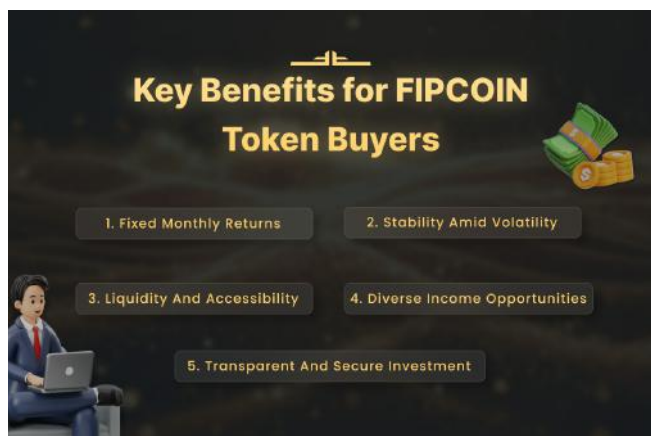 Key Benefits for FIPCOIN
Token Buyers
1. Fixed Monthly Returns
2. Stability Amid Volatility
3. Liquidity And Accessibility
4. Diverse Income Opportunities
5. Transparent And Secure Investment